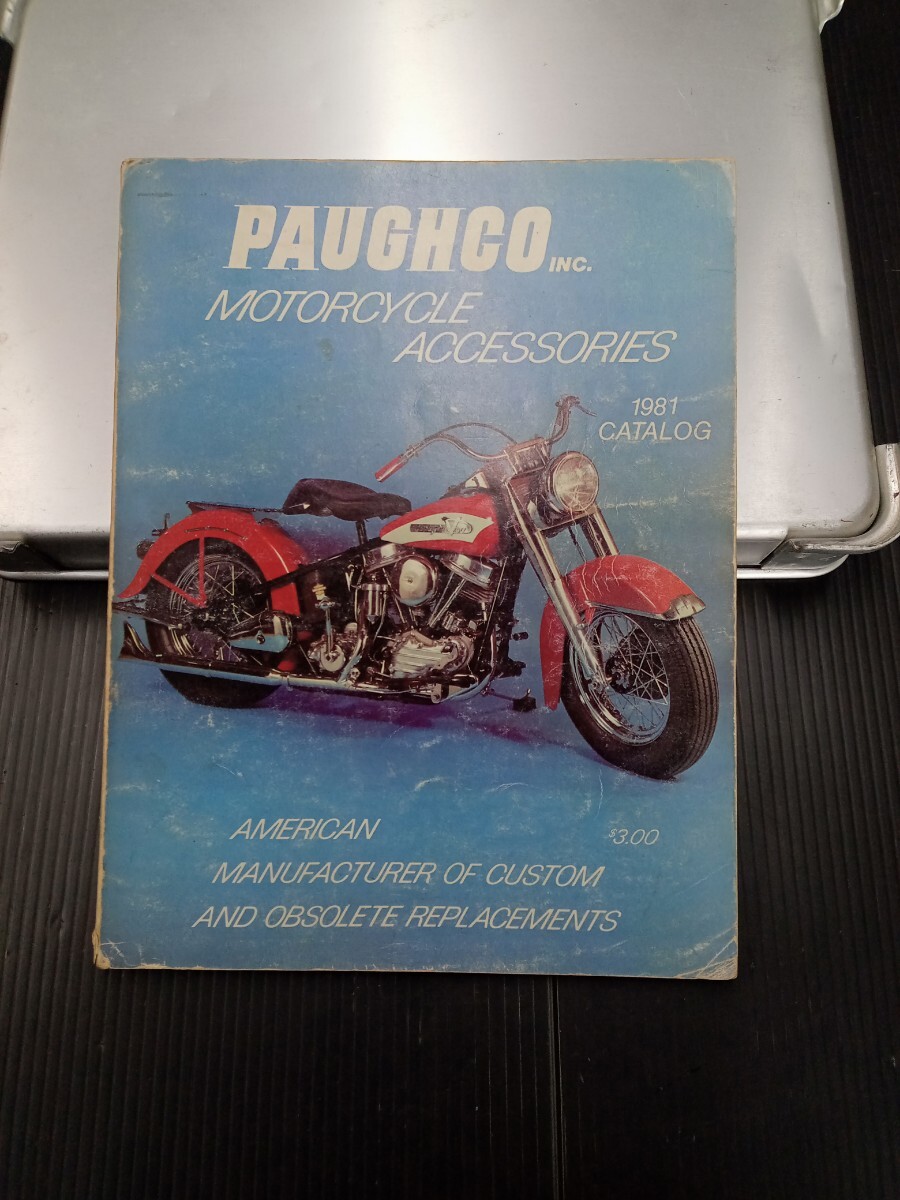 PAUGHCO INC.
MOTORCYCLE
ACCESSORIES
1981
CATALOG
AMERICAN
$3.00
MANUFACTURER OF CUSTOM
AND OBSOLETE REPLACEMENTS